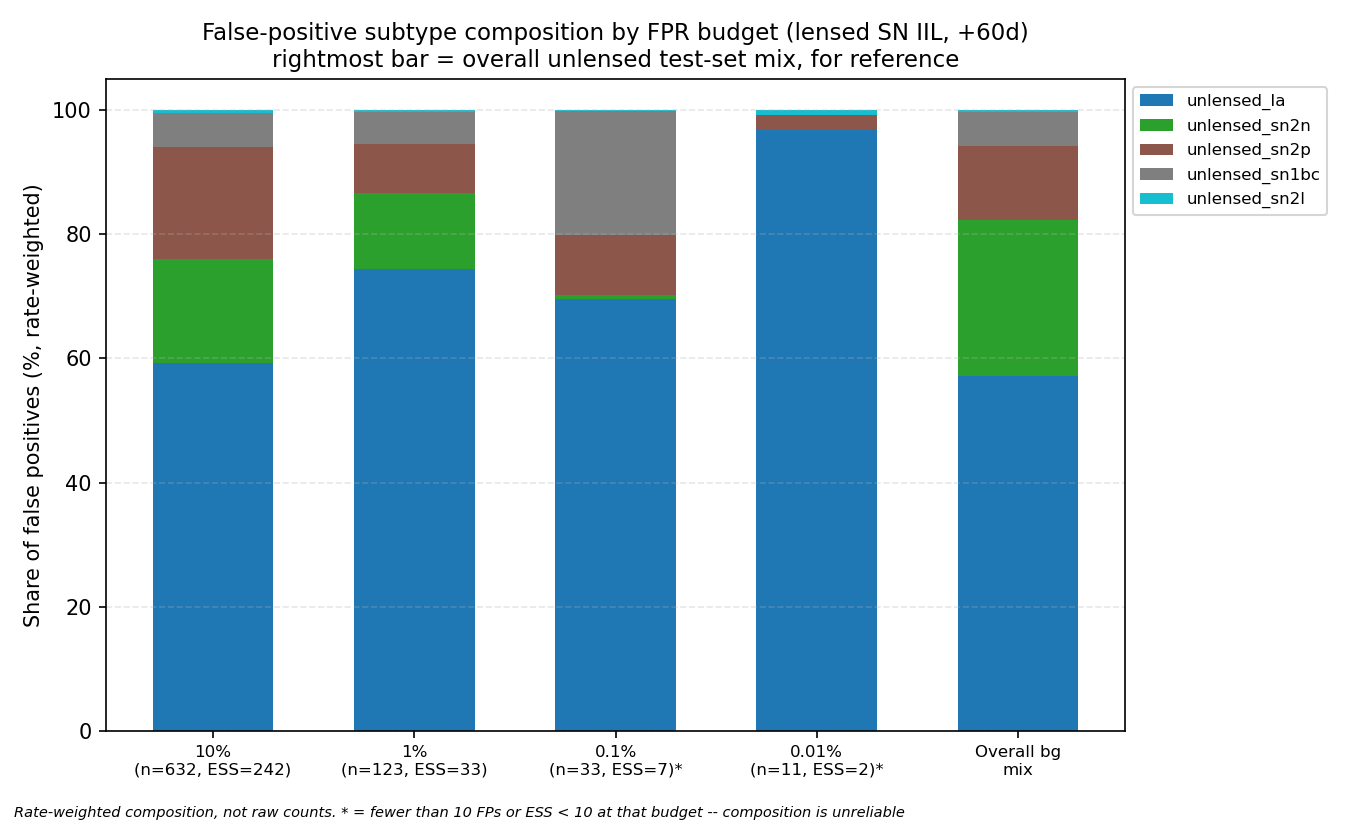 False-positive subtype composition by FPR budget (lensed SN IIL, +60d)
rightmost bar = overall unlensed test-set mix, for reference
Share of false positives (%, rate-weighted)
100
80
60
40
20
0
unlensed_Ia
unlensed_sn2n
unlensed_sn2p
unlensed_sn1bc
unlensed_sn2l
10%
(n=632, ESS=242)
1%
(n=123, ESS=33)
0.1%
(n=33, ESS=7)*
0.01%
(n=11, ESS=2)*
Overall bg
mix
Rate-weighted composition, not raw counts. * = fewer than 10 FPs or ESS < 10 at that budget -- composition is unreliable